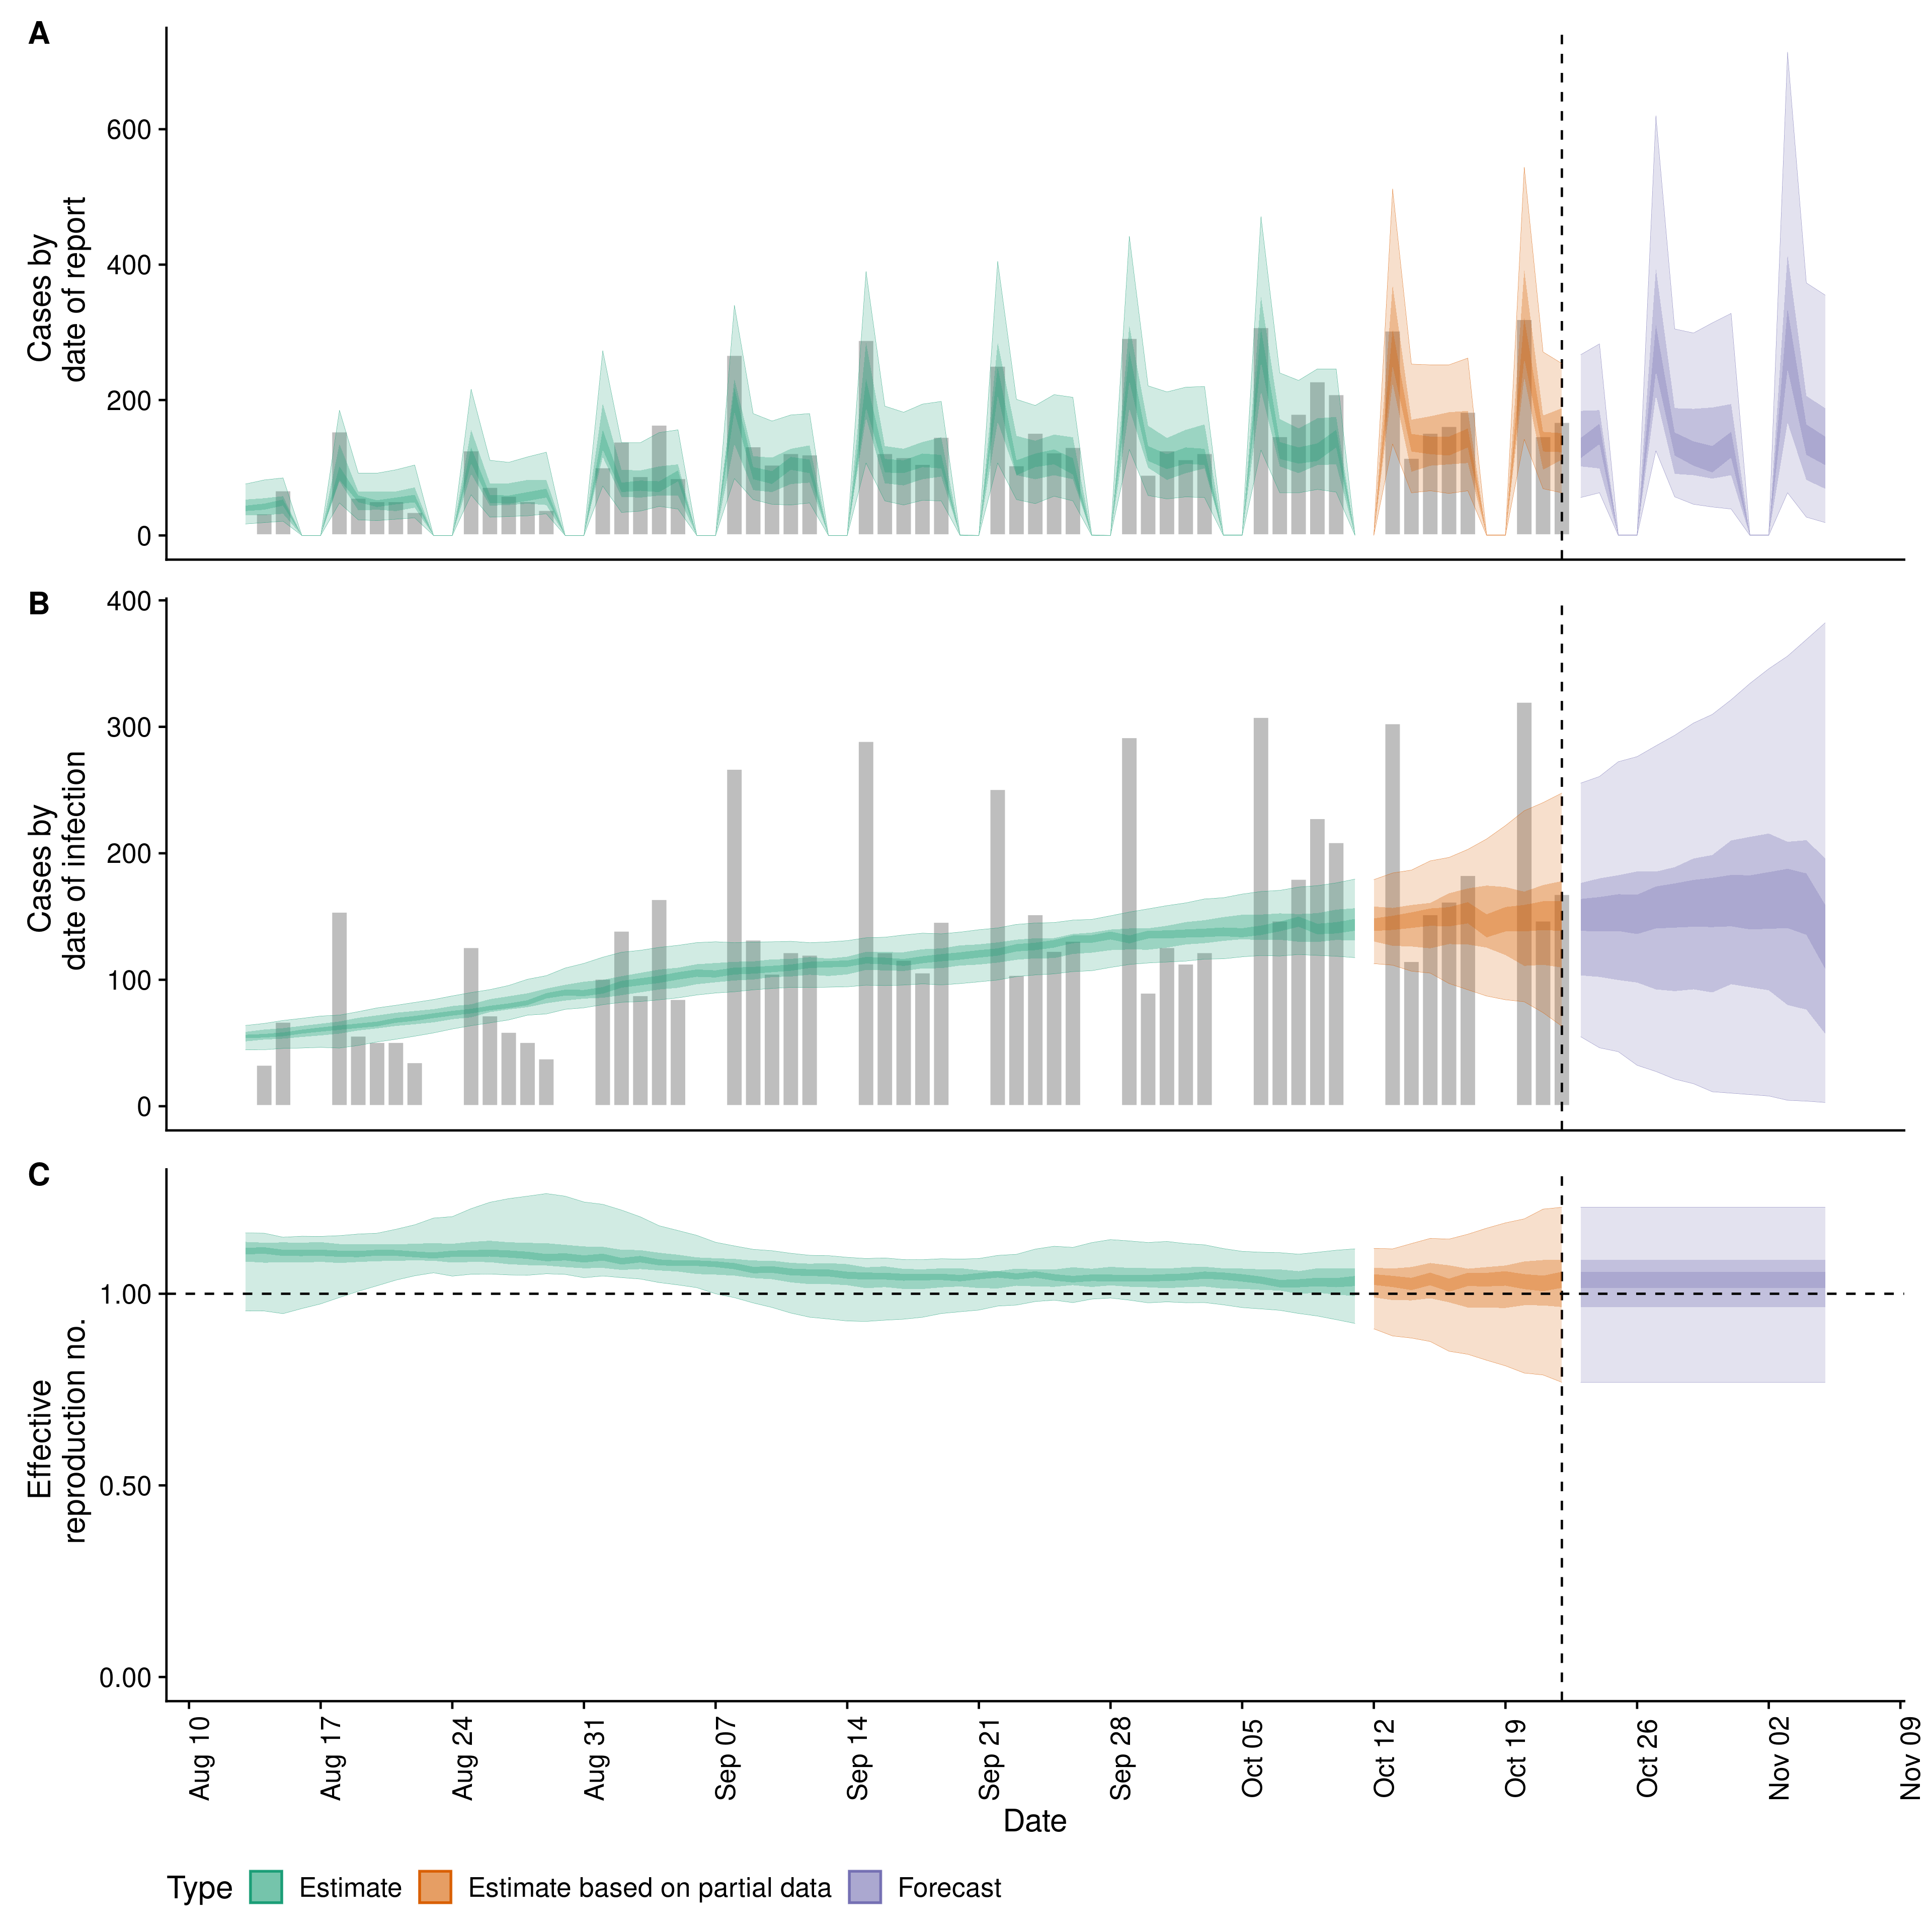 A
Cases by
date of report
600
400
200
0
B
Cases by
date of infection
400
300
200
100
0
C
Effective
reproduction no.
1.00
0.50
0.00
Aug 10
Aug 17
Aug 24
Aug 31
Sep 07
Sep 14
Sep 21
Sep 28
Oct 05
Oct 12
Oct 19
Oct 26
Nov 02
Nov 09
Date
Type Estimate Estimate based on partial data Forecast